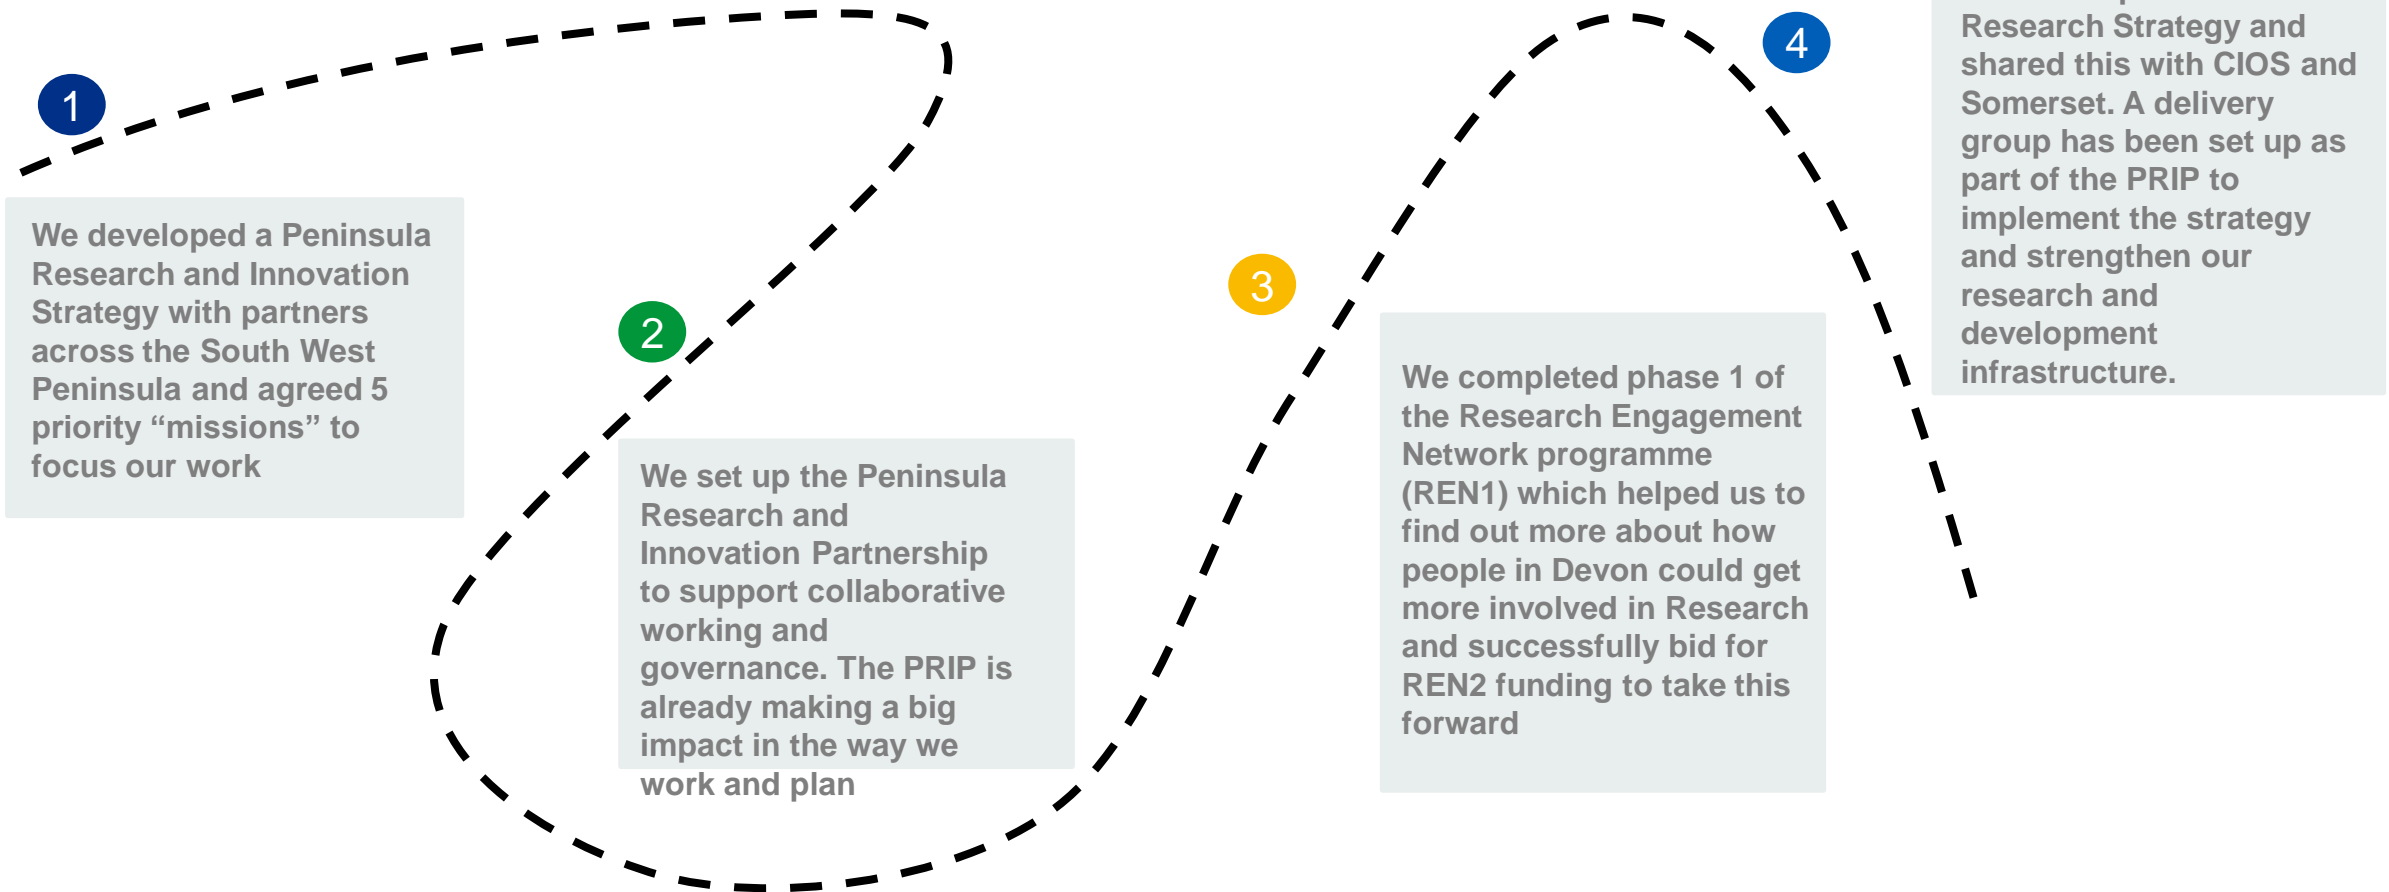 1
We developed a Peninsula
Research and Innovation
Strategy with partners
across the South West
Peninsula and agreed 5
priority “missions” to
focus our work
2
We set up the Peninsula
Research and
Innovation Partnership
to support collaborative
working and
governance. The PRIP is
already making a big
impact in the way we
work and plan
3
We completed phase 1 of
the Research Engagement
Network programme
(REN1) which helped us to
find out more about how
people in Devon could get
more involved in Research
and successfully bid for
REN2 funding to take this
forward
4
Research Strategy and
shared this with CIOS and
Somerset. A delivery
group has been set up as
part of the PRIP to
implement the strategy
and strengthen our
research and
development
infrastructure.